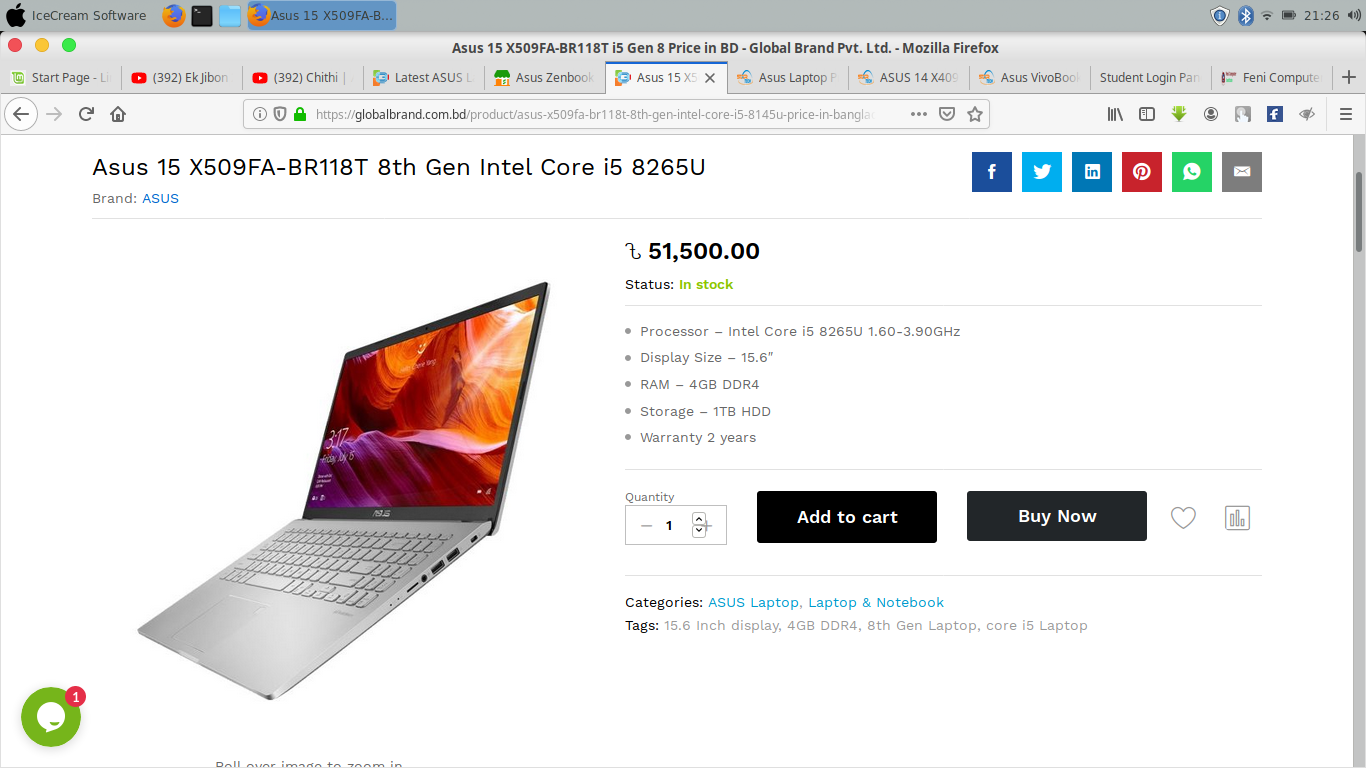 IceCream Software
Asus 15 X509FA-B...
21:26
Asus 15 X509FA-BR118T i5 Gen 8 Price in BD - Global Brand Pvt. Ltd. - Mozilla Firefox
Start Page - Li
(392) Ek Jibon
(392) Chithi |
Latest ASUS L
Asus Zenbook
Asus 15 X5
Asus Laptop P
ASUS 14 X409
Asus VivoBook
Student Login Pan
Feni Compute
https://globalbrand.com.bd/product/asus-x509fa-br118t-8th-gen-intel-core-i5-8145u-price-in-banglac
Asus 15 X509FA-BR118T 8th Gen Intel Core i5 8265U
Brand: ASUS
৳ 51,500.00
Status: In stock
Processor – Intel Core i5 8265U 1.60-3.90GHz
Display Size – 15.6″
RAM – 4GB DDR4
Storage – 1TB HDD
Warranty 2 years
Quantity
1
Add to cart
Buy Now
Categories: ASUS Laptop, Laptop & Notebook
Tags: 15.6 Inch display, 4GB DDR4, 8th Gen Laptop, core i5 Laptop
3:17
Friday, July 15
ASUS
1
Roll over image to zoom in